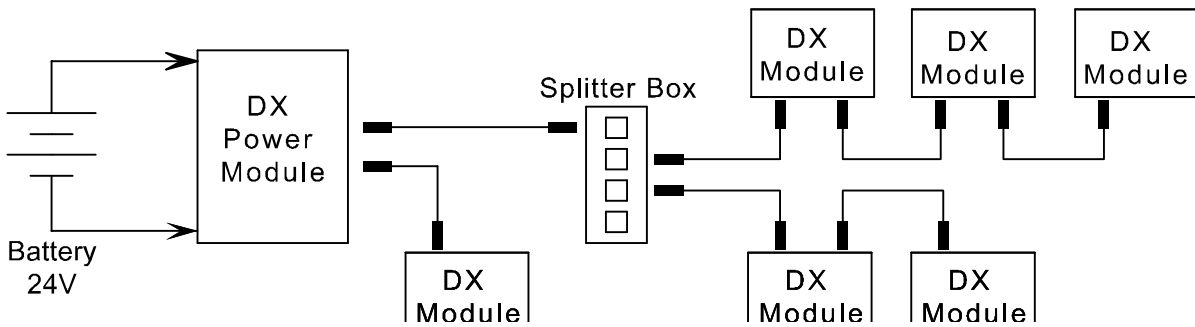 DX
Module
DX
Module
DX
Module
Splitter Box
DX
Power
Module
Battery
24V
DX
Module
DX
Module
DX
Module